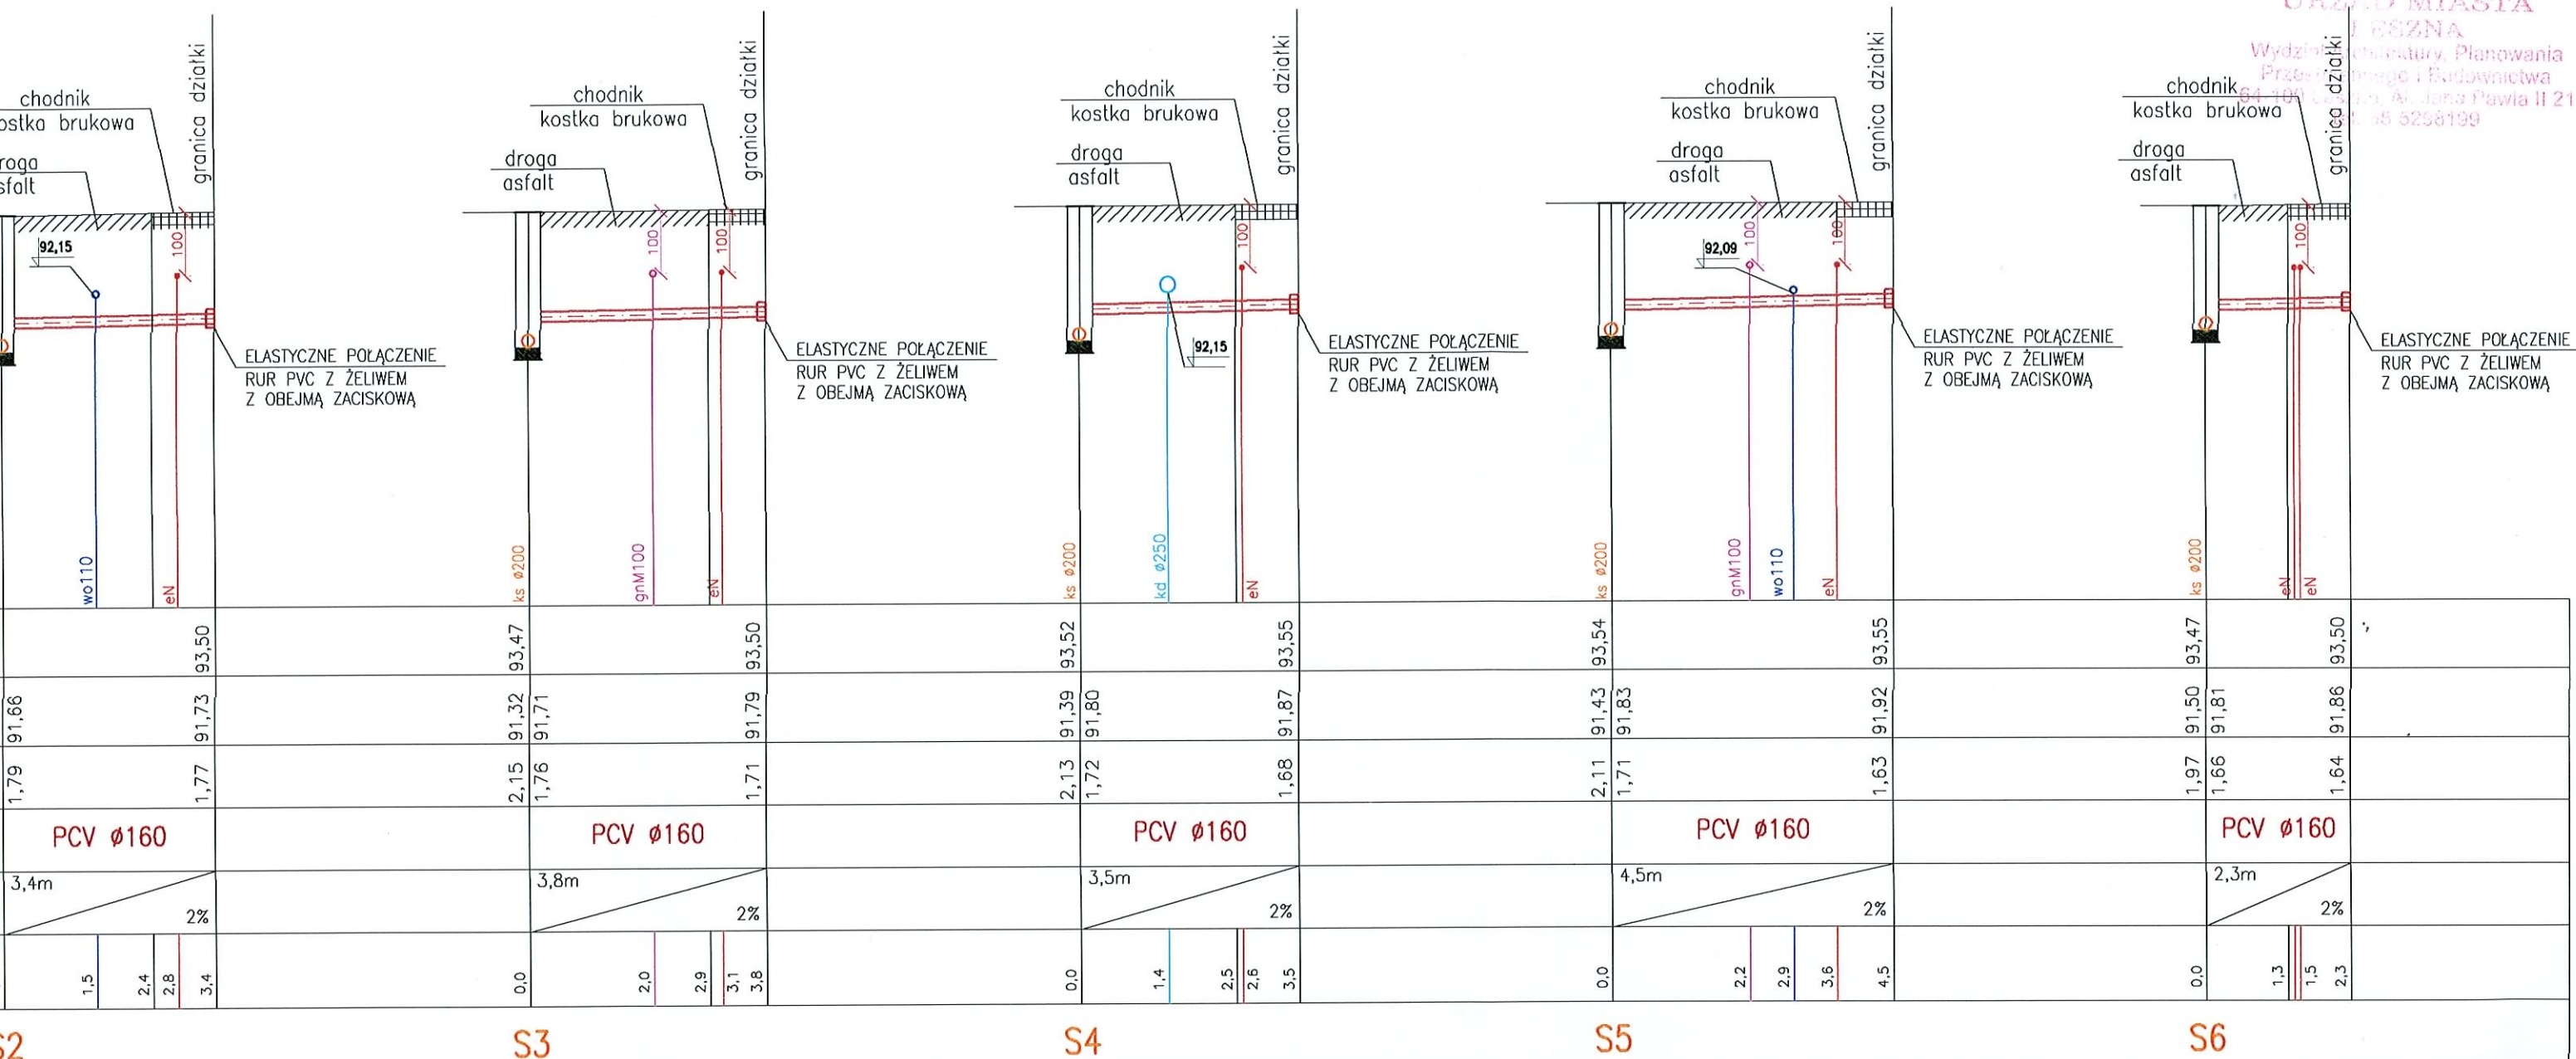 URZĄD MIASTA
LESZNA
Planowania
i Budownictwa
Pawła II 21
chodnik
kostka brukowa
asfalt
granica działki
92,15
100
ELASTYCZNE POŁĄCZENIE
RUR PVC Z ŻELIWEM
Z OBEJMĄ ZACISKOWĄ
wo110
eN
93,50
91,66
91,73
1,79
1,77
PCV ø160
3,4m
2%
1,5
2,4
2,8
3,4
S2
chodnik
kostka brukowa
droga
asfalt
granica działki
100
100
ELASTYCZNE POŁĄCZENIE
RUR PVC Z ŻELIWEM
Z OBEJMĄ ZACISKOWĄ
ks ø200
gnM100
eN
93,47
93,50
91,32
91,71
91,79
2,15
1,76
1,71
PCV ø160
3,8m
2%
0,0
2,0
2,9
3,1
3,8
S3
chodnik
kostka brukowa
droga
asfalt
granica działki
100
92,15
ELASTYCZNE POŁĄCZENIE
RUR PVC Z ŻELIWEM
Z OBEJMĄ ZACISKOWĄ
ks ø200
kd ø250
eN
93,52
93,55
91,39
91,80
91,87
2,13
1,72
1,68
PCV ø160
3,5m
2%
0,0
1,4
2,5
2,6
3,5
S4
chodnik
kostka brukowa
droga
asfalt
granica działki
92,09
100
100
ELASTYCZNE POŁĄCZENIE
RUR PVC Z ŻELIWEM
Z OBEJMĄ ZACISKOWĄ
ks ø200
gnM100
wo110
eN
93,54
93,55
91,43
91,83
91,92
2,11
1,71
1,63
PCV ø160
4,5m
2%
0,0
2,2
2,9
3,6
4,5
S5
chodnik
kostka brukowa
droga
asfalt
granica działki
100
ELASTYCZNE POŁĄCZENIE
RUR PVC Z ŻELIWEM
Z OBEJMĄ ZACISKOWĄ
ks ø200
eN
eN
93,47
93,50
91,50
91,81
91,86
1,97
1,66
1,64
PCV ø160
2,3m
2%
0,0
1,3
1,5
2,3
S6